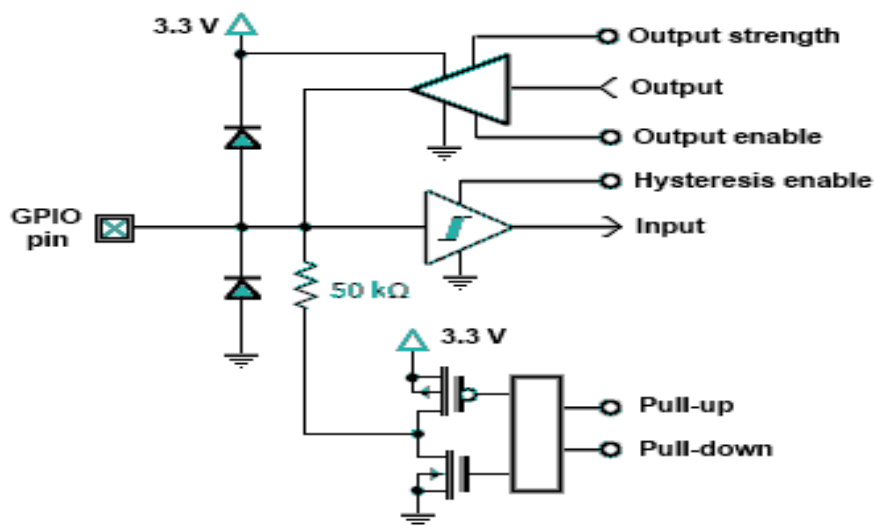 3.3 V
Output strength
Output
Output enable
Hysteresis enable
GPIO
pin
Input
50 kΩ
3.3 V
Pull-up
Pull-down